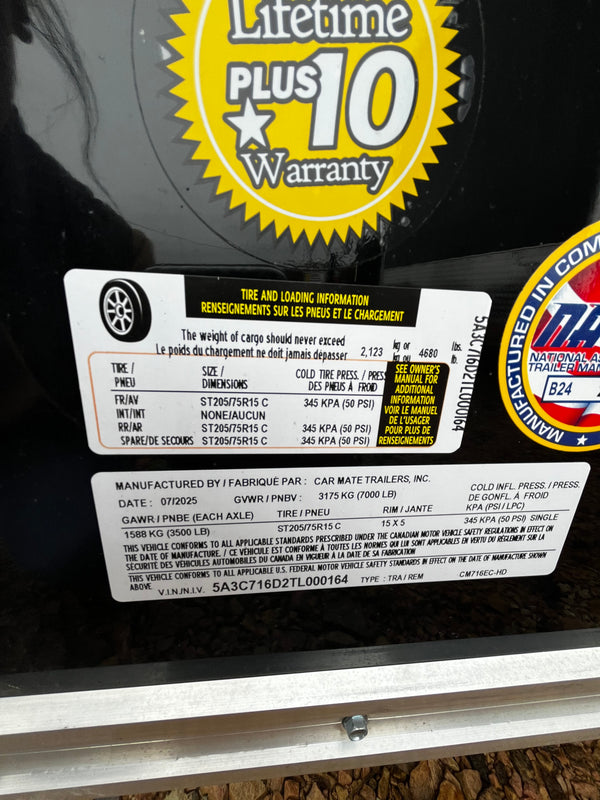 Lifetime
PLUS 10
Warranty
TIRE AND LOADING INFORMATION
RENSEIGNEMENTS SUR LES PNEUS ET LE CHARGEMENT
The weight of cargo should never exceed kg or lbs.
Le poids du chargement ne doit jamais dépasser 2,123 kg ou 4680 lb.
TIRE / SIZE / COLD TIRE PRESS. / PRESS
PNEU DIMENSIONS DES PNEUS À FROID
FR/AV ST205/75R15 C 345 KPA (50 PSI)
INT/INT NONE/AUCUN
RR/AR ST205/75R15 C 345 KPA (50 PSI)
SPARE/DE SECOURS ST205/75R15 C 345 KPA (50 PSI)
SEE OWNER'S
MANUAL FOR
ADDITIONAL
INFORMATION
VOIR LE MANUEL
DE L'USAGER
POUR PLUS DE
RENSEIGNEMENTS
5A3C716D2TL000164
MANUFACTURED IN COM
NA
NATIONAL AS
TRAILER MAN
B24
MANUFACTURED BY / FABRIQUÉ PAR : CAR MATE TRAILERS, INC.
DATE : 07/2025 GVWR / PNBV : 3175 KG (7000 LB)
COLD INFL. PRESS. / PRESS.
DE GONFL. À FROID
KPA (PSI / LPC)
GAWR / PNBE (EACH AXLE) TIRE / PNEU RIM / JANTE
1588 KG (3500 LB) ST205/75R15 C 15 X 5 345 KPA (50 PSI) SINGLE
THIS VEHICLE CONFORMS TO ALL APPLICABLE STANDARDS PRESCRIBED UNDER THE CANADIAN MOTOR VEHICLE SAFETY REGULATIONS IN EFFECT ON
THE DATE OF MANUFACTURE. / CE VÉHICULE EST CONFORME À TOUTES LES NORMES QUI LUI SONT APPLICABLES EN VERTU DU RÈGLEMENT SUR LA
SÉCURITÉ DES VÉHICULES AUTOMOBILES DU CANADA EN VIGUEUR À LA DATE DE SA FABRICATION
THIS VEHICLE CONFORMS TO ALL APPLICABLE U.S. FEDERAL MOTOR VEHICLE SAFETY STANDARDS IN EFFECT ON THE DATE OF MANUFACTURE SHOWN
ABOVE
V.I.N./N.I.V. 5A3C716D2TL000164 TYPE : TRA / REM CM716EC-HD